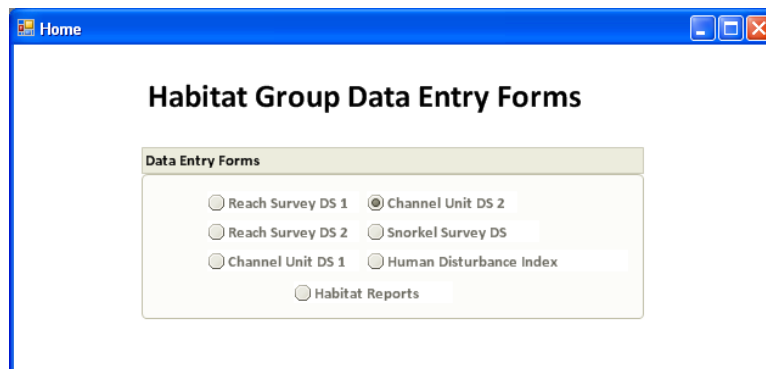 Home
Habitat Group Data Entry Forms
Data Entry Forms
Reach Survey DS 1 Channel Unit DS 2
Reach Survey DS 2 Snorkel Survey DS
Channel Unit DS 1 Human Disturbance Index
Habitat Reports